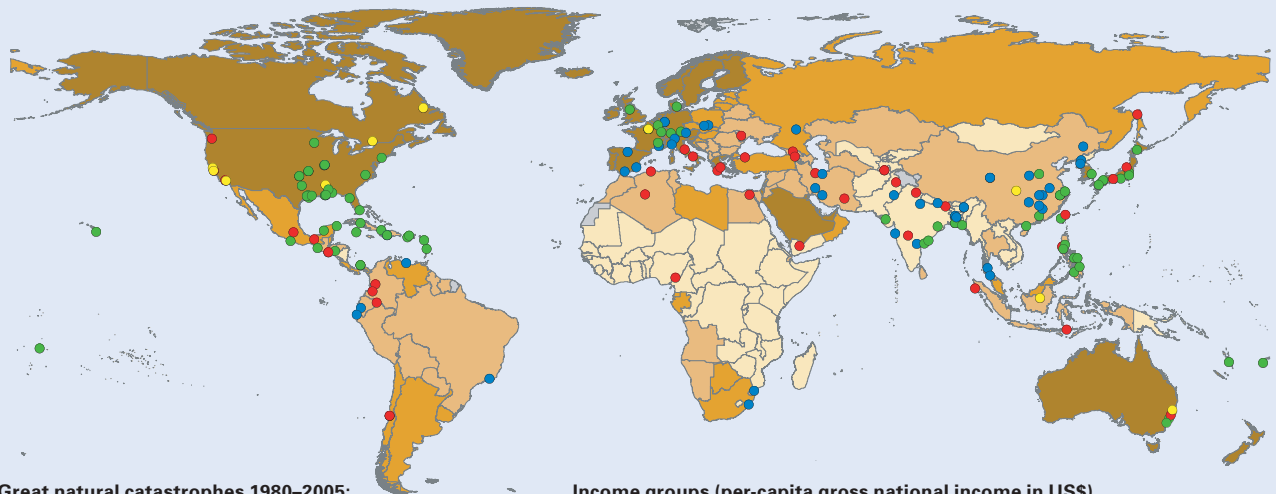 Great natural catastrophes 1980–2005:
Income groups (per-capita gross national income in US$)